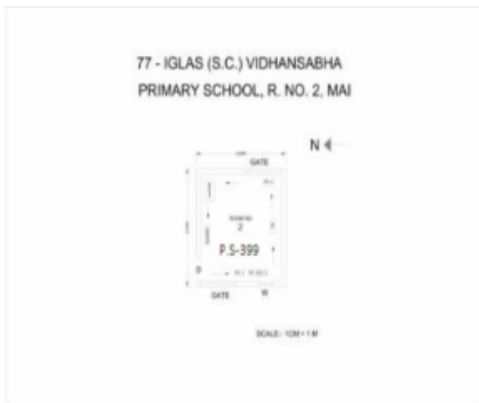 77 - IGLAS (S.C.) VIDHANSABHA
PRIMARY SCHOOL, R. NO. 2, MAI
N
GATE
ROOM NO.
2
P.S-399
D
GATE
W
SCALE:- 1CM = 1 M